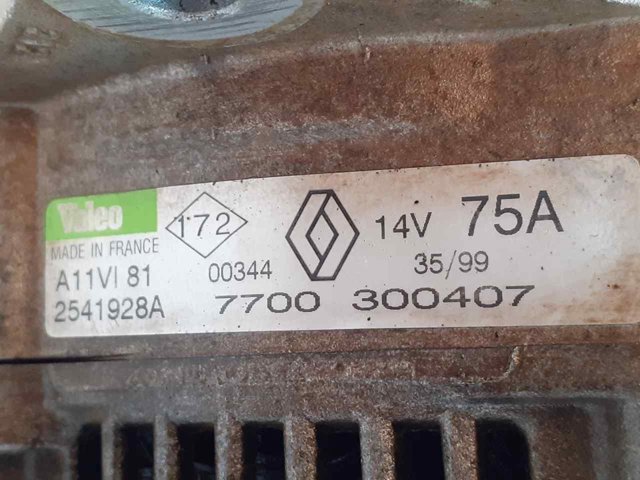 Valeo
172
14V 75A
MADE IN FRANCE
A11VI 81
00344
35/99
2541928A
7700 300407